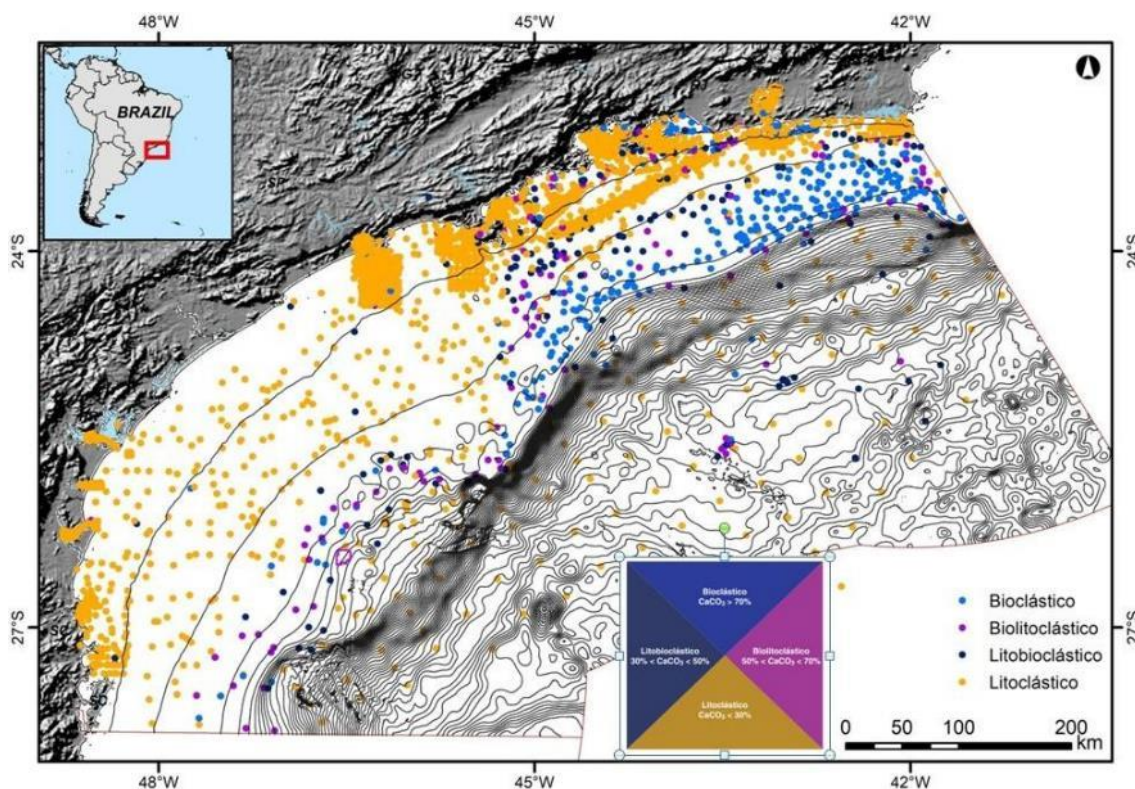 48°W
45°W
42°W
BRAZIL
24°S
24°S
27°S
27°S
Bioclástico
CaCO₃ > 70%
Litobioclástico
30% < CaCO₃ < 50%
Biolitoclástico
50% < CaCO₃ < 70%
Litoclástico
CaCO₃ < 30%
Bioclástico
Biolitoclástico
Litobioclástico
Litoclástico
0 50 100 200
km
48°W
45°W
42°W